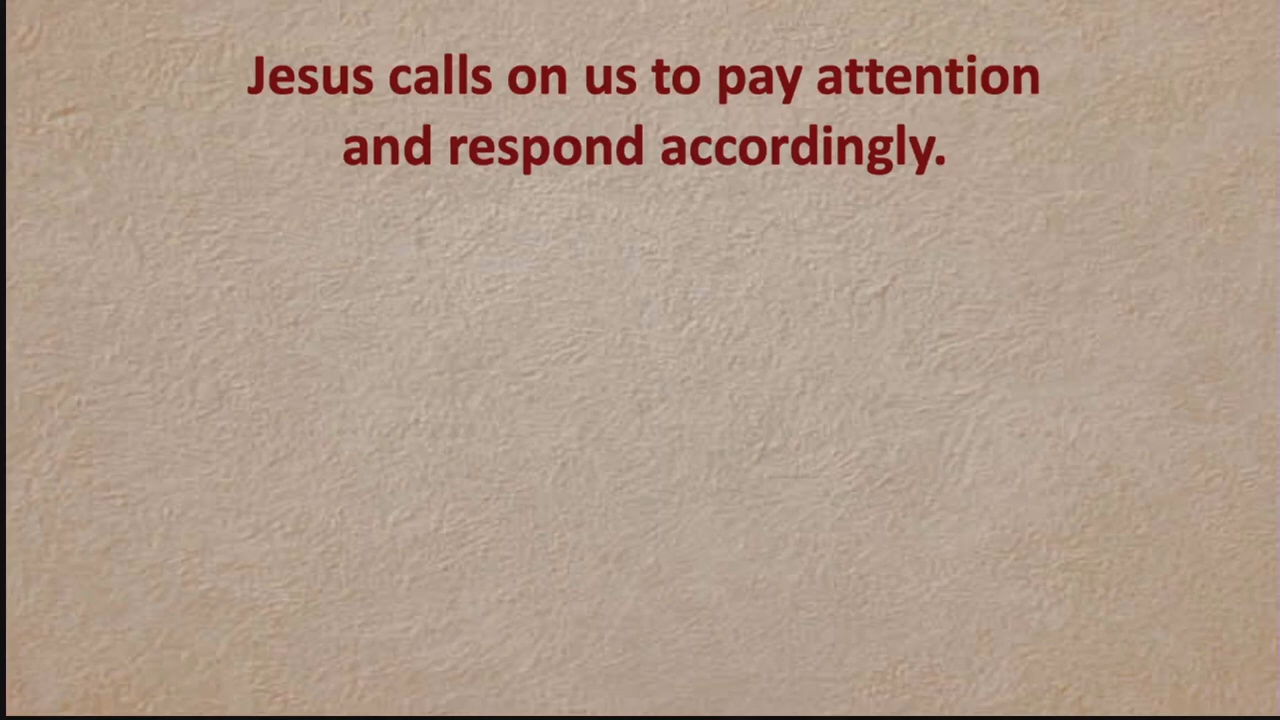 Jesus calls on us to pay attention
and respond accordingly.